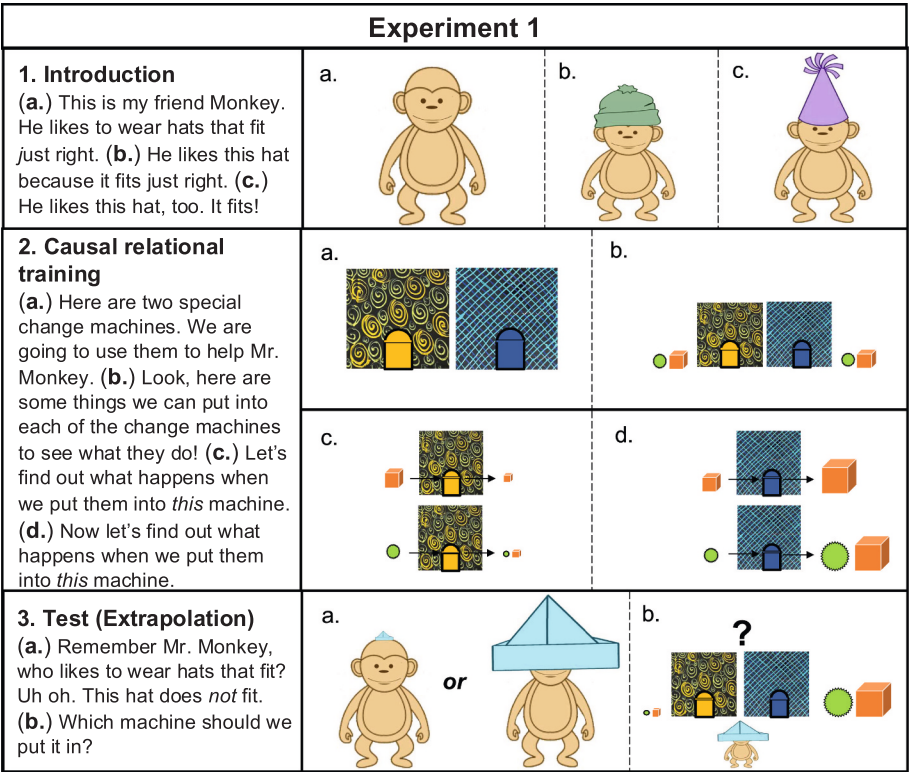 Experiment 1
1. Introduction
(a.) This is my friend Monkey.
He likes to wear hats that fit
just right. (b.) He likes this hat
because it fits just right. (c.)
He likes this hat, too. It fits!
a.
b.
c.
2. Causal relational
training
(a.) Here are two special
change machines. We are
going to use them to help Mr.
Monkey. (b.) Look, here are
some things we can put into
each of the change machines
to see what they do! (c.) Let's
find out what happens when
we put them into this machine.
(d.) Now let's find out what
happens when we put them
into this machine.
a.
b.
c.
d.
3. Test (Extrapolation)
(a.) Remember Mr. Monkey,
who likes to wear hats that fit?
Uh oh. This hat does not fit.
(b.) Which machine should we
put it in?
a.
or
b.
?